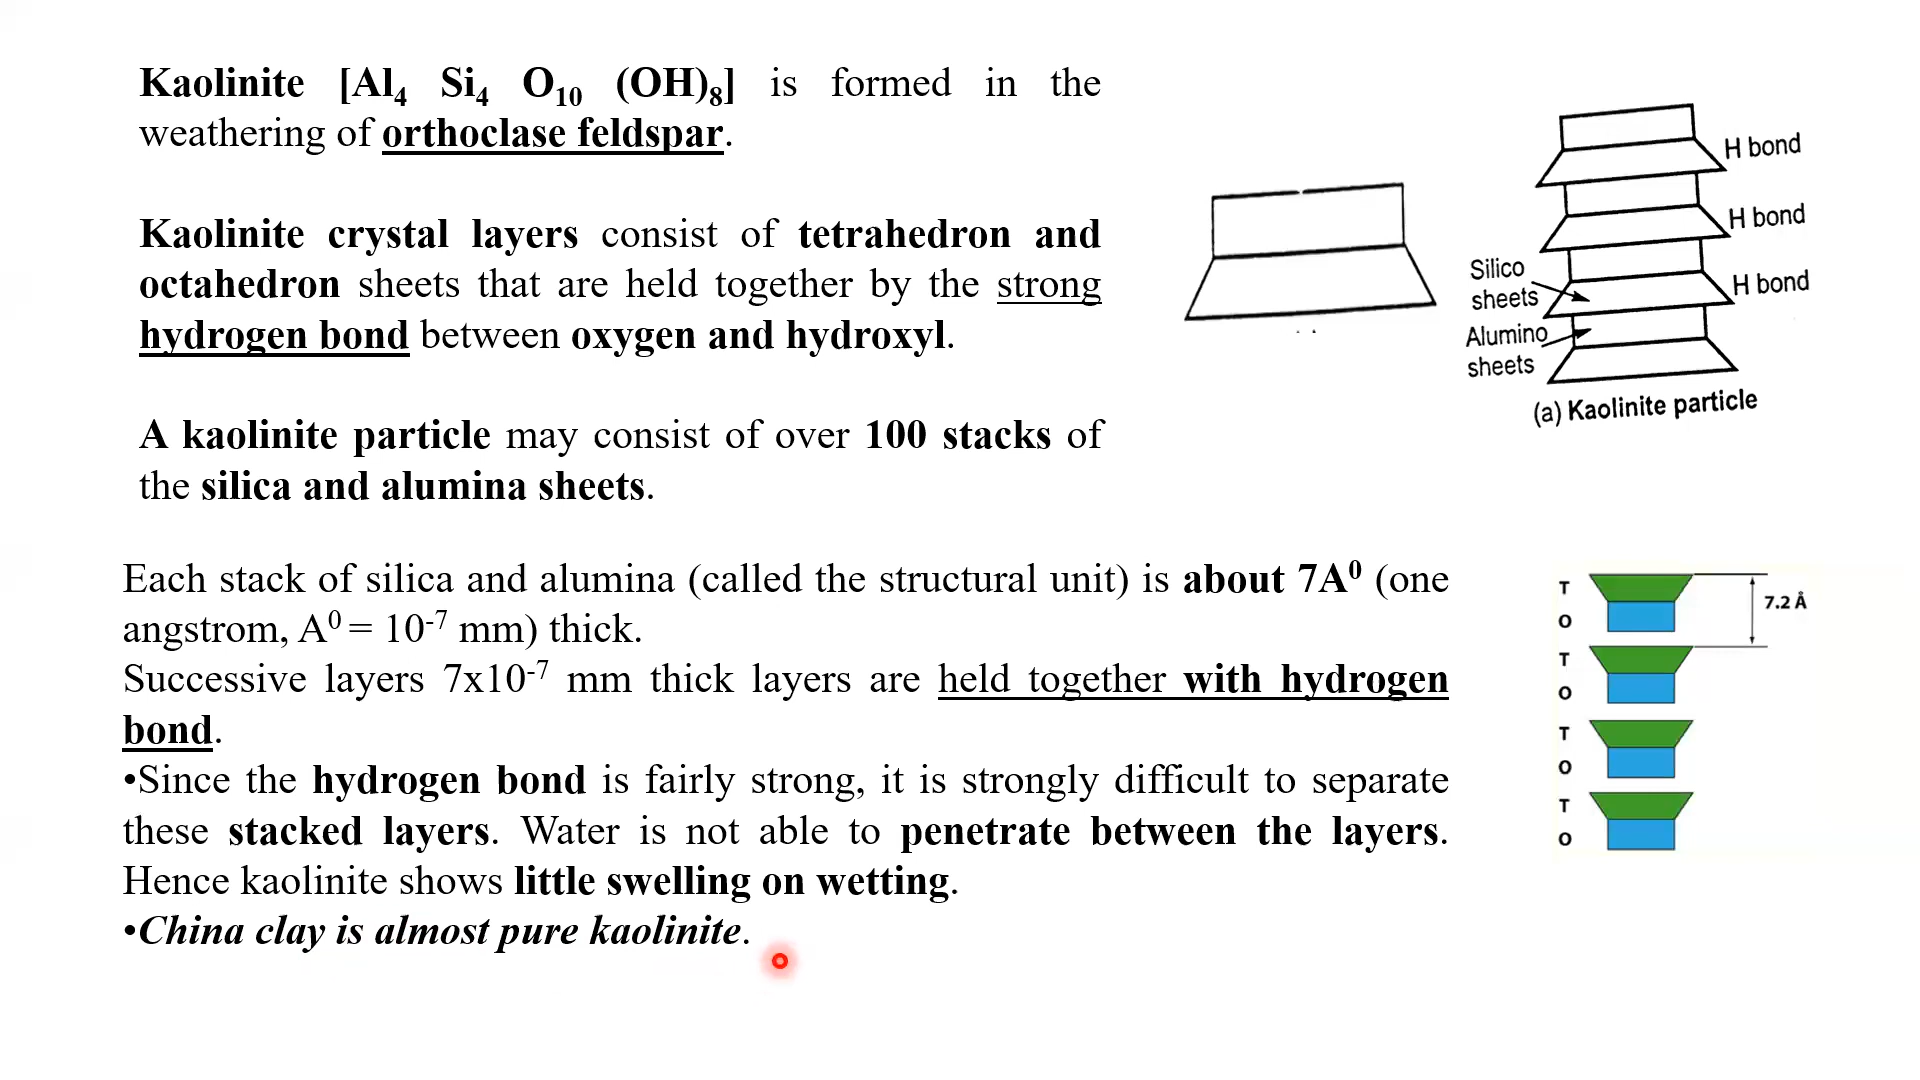 Kaolinite [Al₄ Si₄ O₁₀ (OH)₈] is formed in the
weathering of orthoclase feldspar.
Kaolinite crystal layers consist of tetrahedron and
octahedron sheets that are held together by the strong
hydrogen bond between oxygen and hydroxyl.
A kaolinite particle may consist of over 100 stacks of
the silica and alumina sheets.
Each stack of silica and alumina (called the structural unit) is about 7A⁰ (one
angstrom, A⁰ = 10⁻⁷ mm) thick.
Successive layers 7x10⁻⁷ mm thick layers are held together with hydrogen
bond.
•Since the hydrogen bond is fairly strong, it is strongly difficult to separate
these stacked layers. Water is not able to penetrate between the layers.
Hence kaolinite shows little swelling on wetting.
•China clay is almost pure kaolinite.
H bond
H bond
H bond
Silico
sheets
Alumino
sheets
(a) Kaolinite particle
T
O
T
O
T
O
T
O
7.2 Å